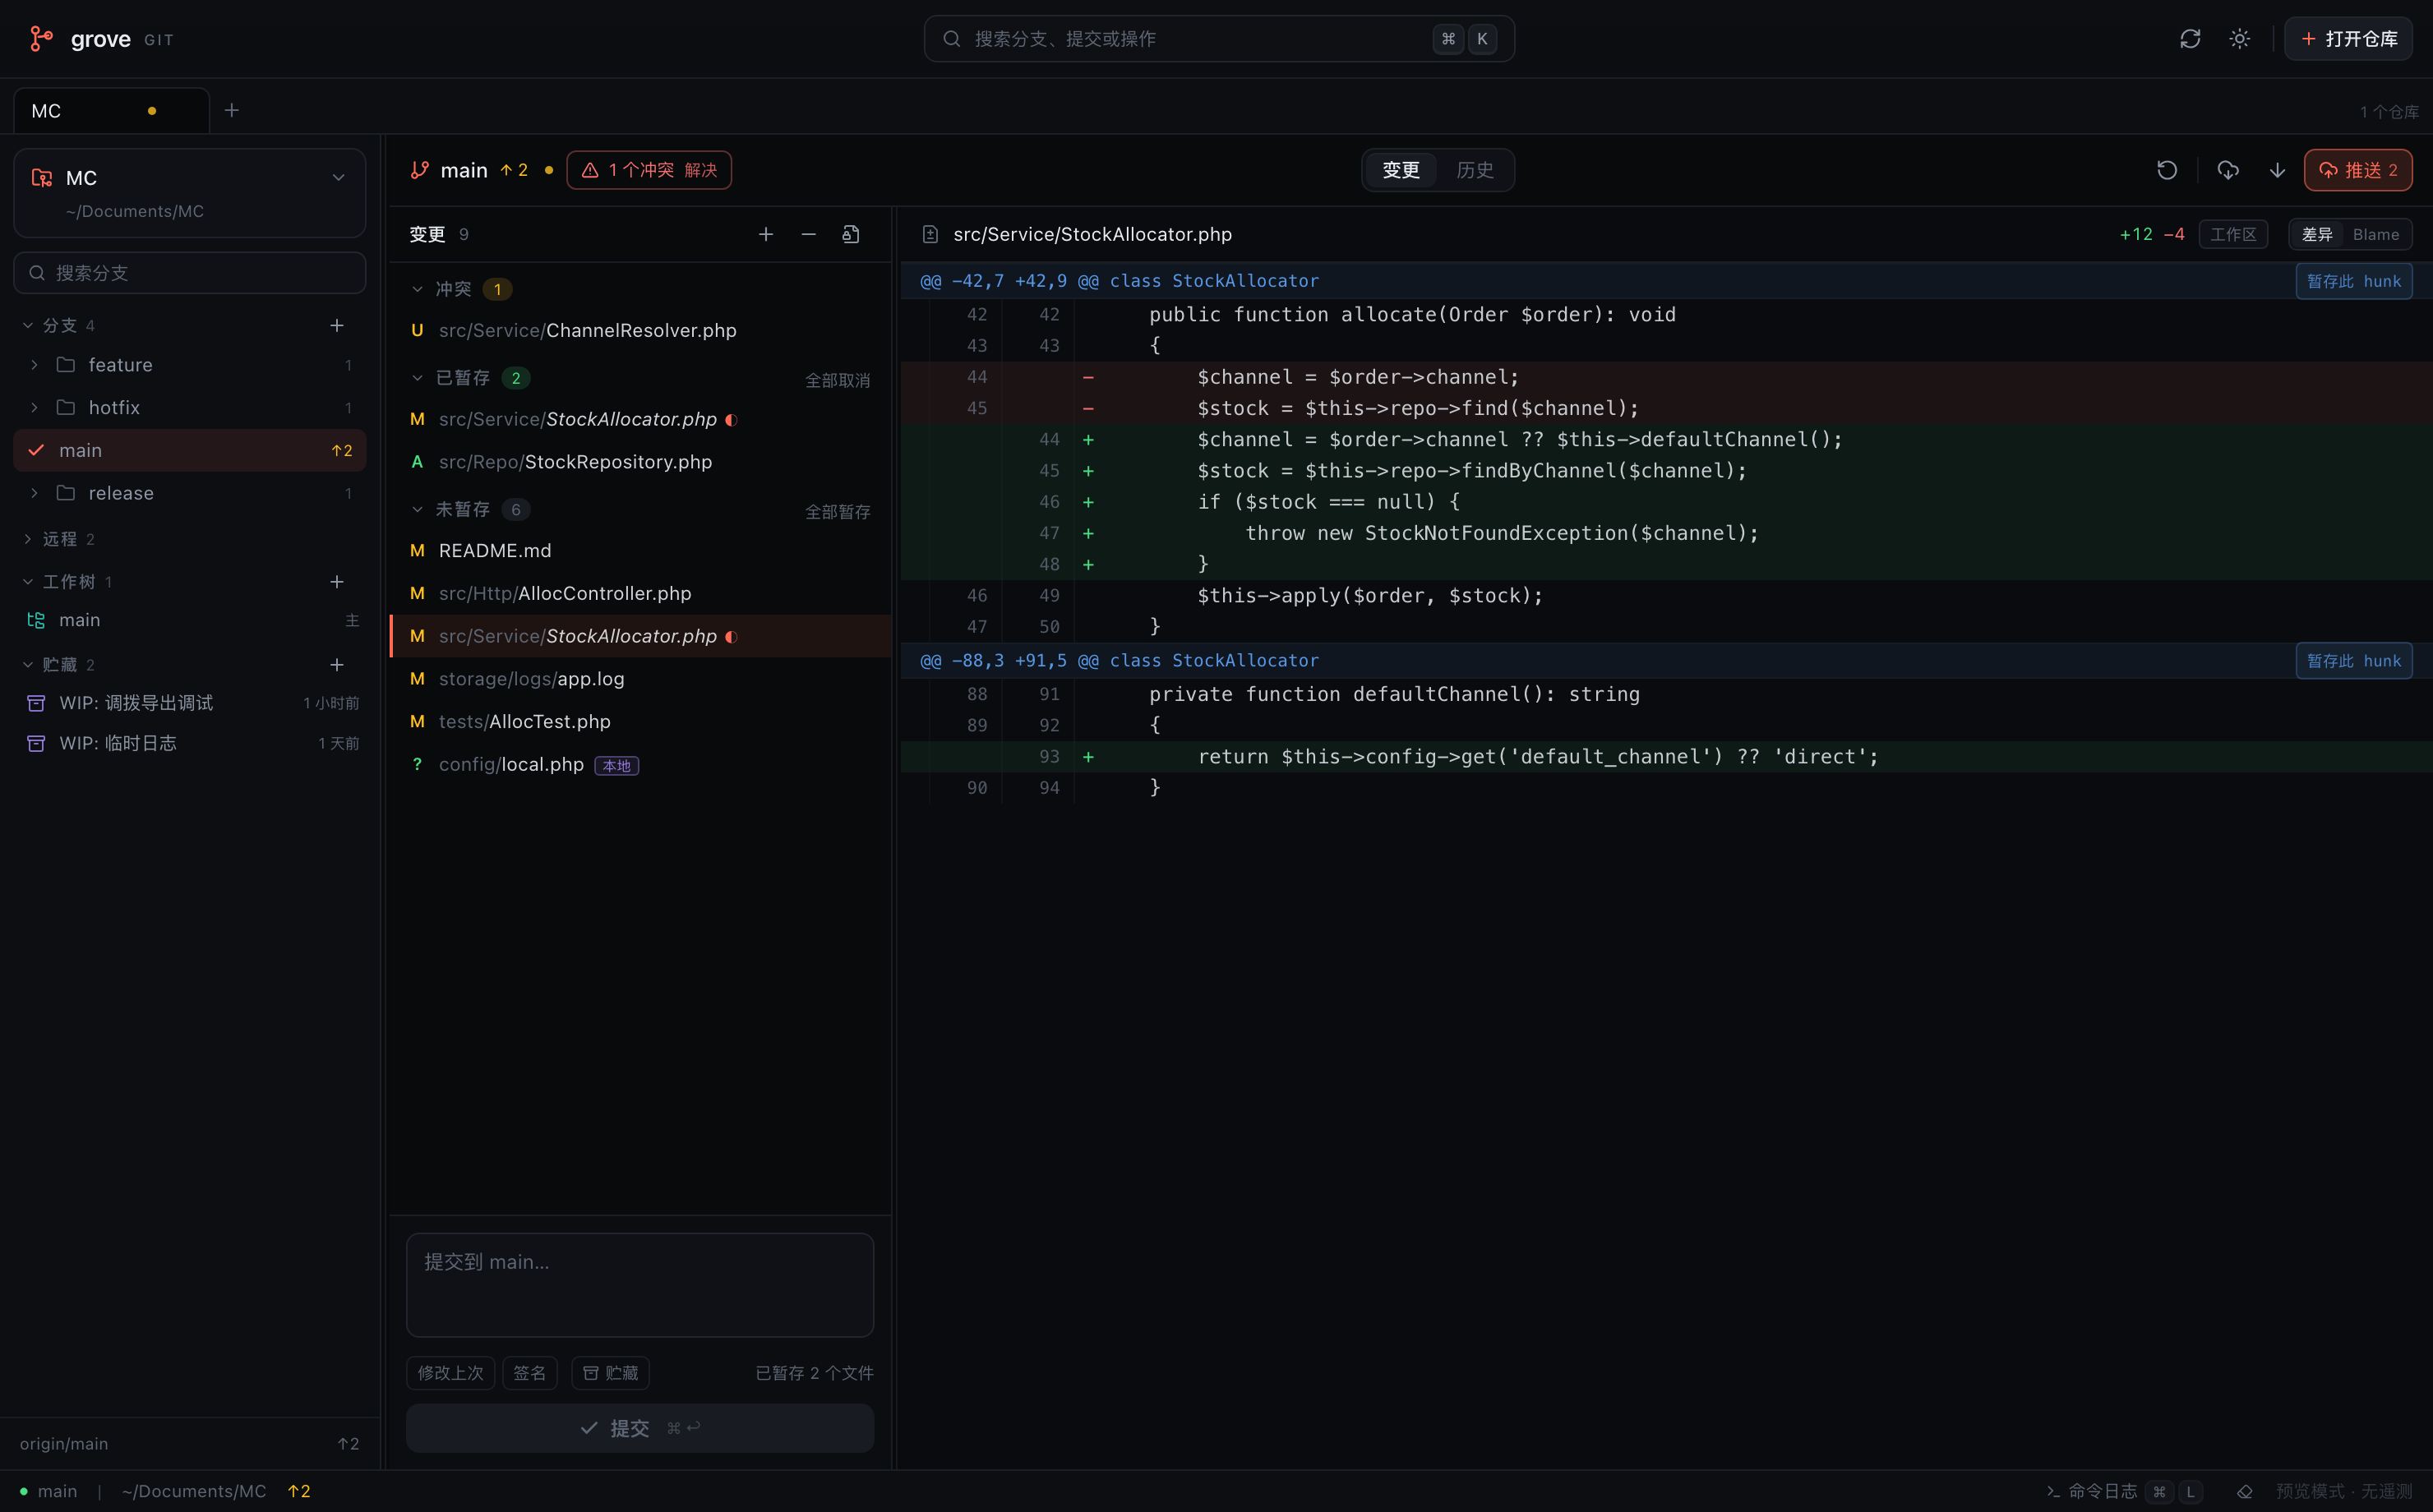 grove GIT
搜索分支、提交或操作 ⌘ K
+ 打开仓库
MC
1 个仓库
MC
~/Documents/MC
搜索分支
分支 4
feature 1
hotfix 1
main ↑2
release 1
远程 2
工作树 1
main 主
贮藏 2
WIP: 调拨导出调试 1 小时前
WIP: 临时日志 1 天前
origin/main ↑2
main ↑ 2
1 个冲突 解决
变更 历史
推送 2
变更 9
冲突 1
U src/Service/ChannelResolver.php
已暂存 2 全部取消
M src/Service/StockAllocator.php
A src/Repo/StockRepository.php
未暂存 6 全部暂存
M README.md
M src/Http/AllocController.php
M src/Service/StockAllocator.php
M storage/logs/app.log
M tests/AllocTest.php
? config/local.php 本地
提交到 main...
修改上次 签名 贮藏 已暂存 2 个文件
提交 ⌘ ↩
src/Service/StockAllocator.php +12 −4 工作区 差异 Blame
@@ −42,7 +42,9 @@ class StockAllocator 暂存此 hunk
42 42 public function allocate(Order $order): void
43 43 {
44 − $channel = $order->channel;
45 − $stock = $this->repo->find($channel);
44 + $channel = $order->channel ?? $this->defaultChannel();
45 + $stock = $this->repo->findByChannel($channel);
46 + if ($stock === null) {
47 + throw new StockNotFoundException($channel);
48 + }
46 49 $this->apply($order, $stock);
47 50 }
@@ −88,3 +91,5 @@ class StockAllocator 暂存此 hunk
88 91 private function defaultChannel(): string
89 92 {
93 + return $this->config->get('default_channel') ?? 'direct';
90 94 }
main | ~/Documents/MC ↑2
命令日志 ⌘ L 预览模式 · 无遥测